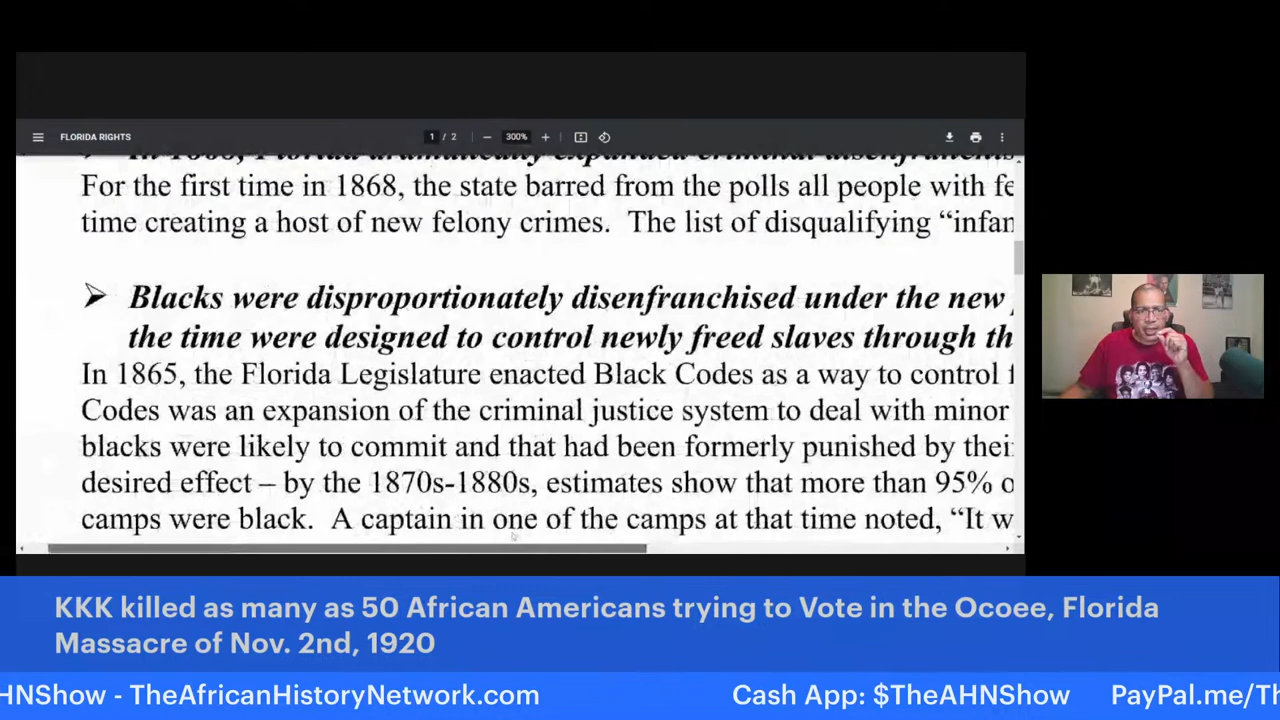 FLORIDA RIGHTS
1 / 2
300%
In 1868, Florida dramatically expanded criminal
For the first time in 1868, the state barred from the polls all people with fe
time creating a host of new felony crimes. The list of disqualifying “infan
➢ Blacks were disproportionately disenfranchised under the new
the time were designed to control newly freed slaves through th
In 1865, the Florida Legislature enacted Black Codes as a way to control f
Codes was an expansion of the criminal justice system to deal with minor
blacks were likely to commit and that had been formerly punished by thei
desired effect – by the 1870s-1880s, estimates show that more than 95% o
camps were black. A captain in one of the camps at that time noted, “It w
KKK killed as many as 50 African Americans trying to Vote in the Ocoee, Florida
Massacre of Nov. 2nd, 1920
HNShow - TheAfricanHistoryNetwork.com Cash App: $TheAHNShow PayPal.me/Th